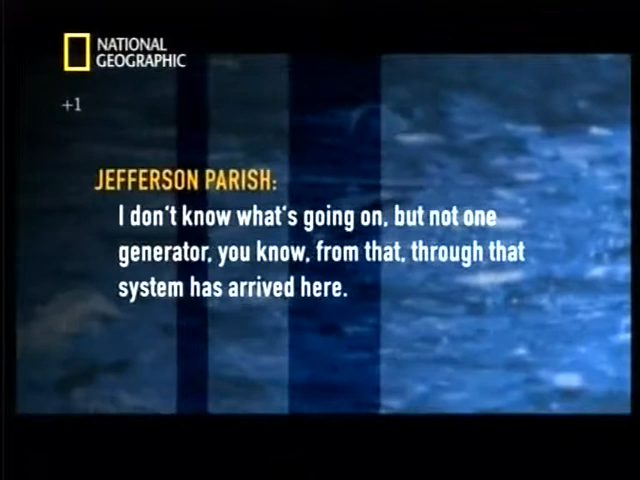 NATIONAL
GEOGRAPHIC
+1
JEFFERSON PARISH:
I don't know what's going on, but not one
generator, you know, from that, through that
system has arrived here.